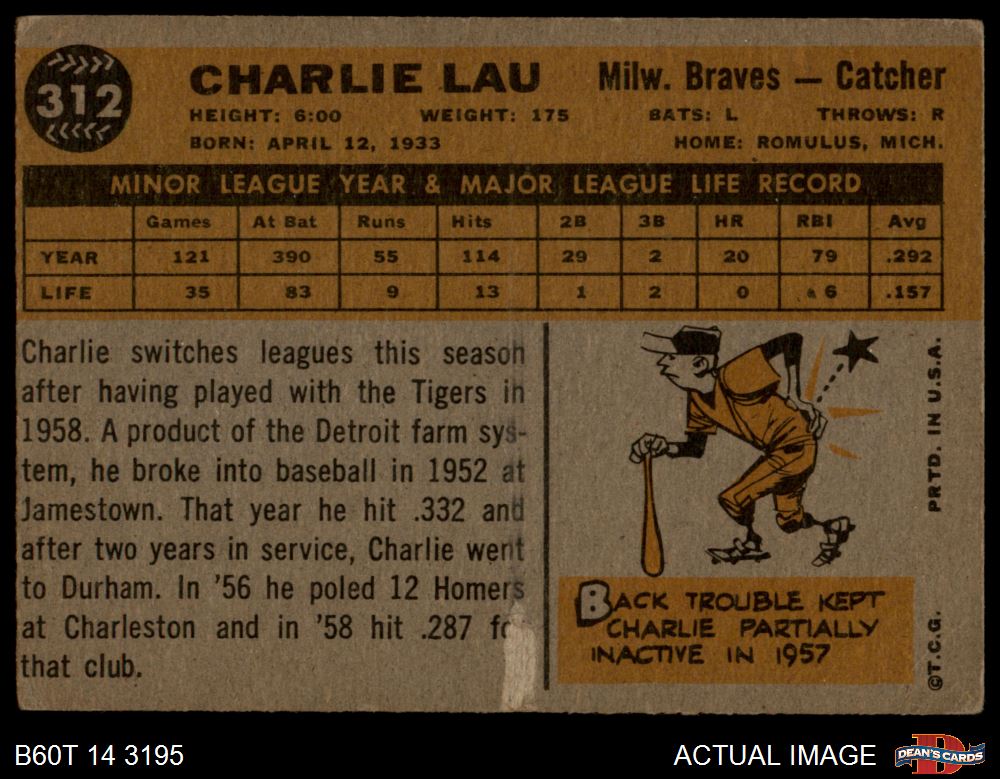 312
CHARLIE LAU
Milw. Braves — Catcher
HEIGHT: 6:00 WEIGHT: 175 BATS: L THROWS: R
BORN: APRIL 12, 1933 HOME: ROMULUS, MICH.
MINOR LEAGUE YEAR & MAJOR LEAGUE LIFE RECORD
Games At Bat Runs Hits 2B 3B HR RBI Avg
YEAR 121 390 55 114 29 2 20 79 .292
LIFE 35 83 9 13 1 2 0 6 .157
Charlie switches leagues this season
after having played with the Tigers in
1958. A product of the Detroit farm sys-
tem, he broke into baseball in 1952 at
Jamestown. That year he hit .332 and
after two years in service, Charlie went
to Durham. In '56 he poled 12 Homers
at Charleston and in '58 hit .287
that club.
BACK TROUBLE KEPT
CHARLIE PARTIALLY
INACTIVE IN 1957
PRTD. IN U.S.A.
©T.C.G.
B60T 14 3195
ACTUAL IMAGE
D
DEAN'S CARDS